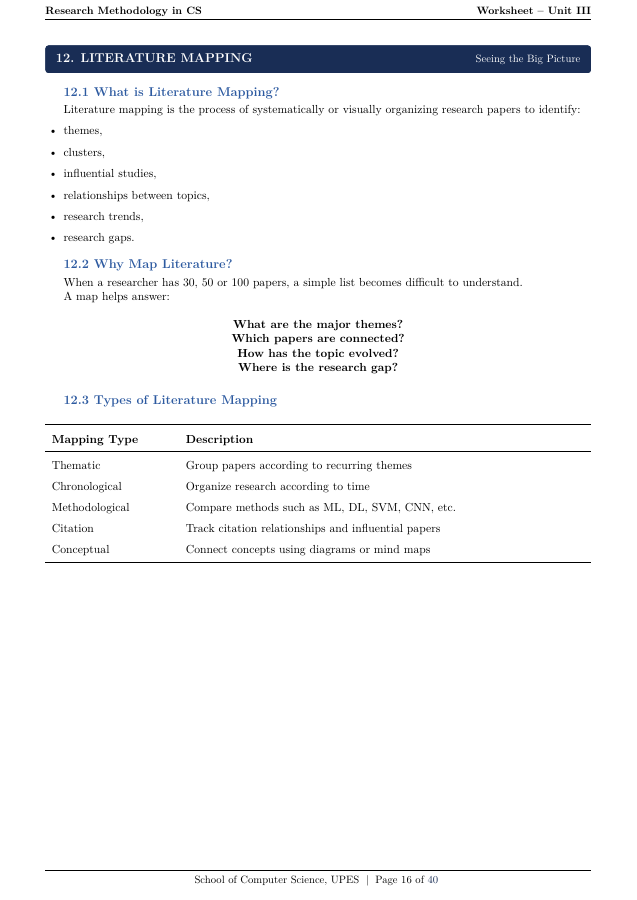 Research Methodology in CS Worksheet – Unit III
12. LITERATURE MAPPING Seeing the Big Picture
12.1 What is Literature Mapping?
Literature mapping is the process of systematically or visually organizing research papers to identify:
• themes,
• clusters,
• influential studies,
• relationships between topics,
• research trends,
• research gaps.
12.2 Why Map Literature?
When a researcher has 30, 50 or 100 papers, a simple list becomes difficult to understand.
A map helps answer:
What are the major themes?
Which papers are connected?
How has the topic evolved?
Where is the research gap?
12.3 Types of Literature Mapping
Mapping Type Description
Thematic Group papers according to recurring themes
Chronological Organize research according to time
Methodological Compare methods such as ML, DL, SVM, CNN, etc.
Citation Track citation relationships and influential papers
Conceptual Connect concepts using diagrams or mind maps
School of Computer Science, UPES | Page 16 of 40